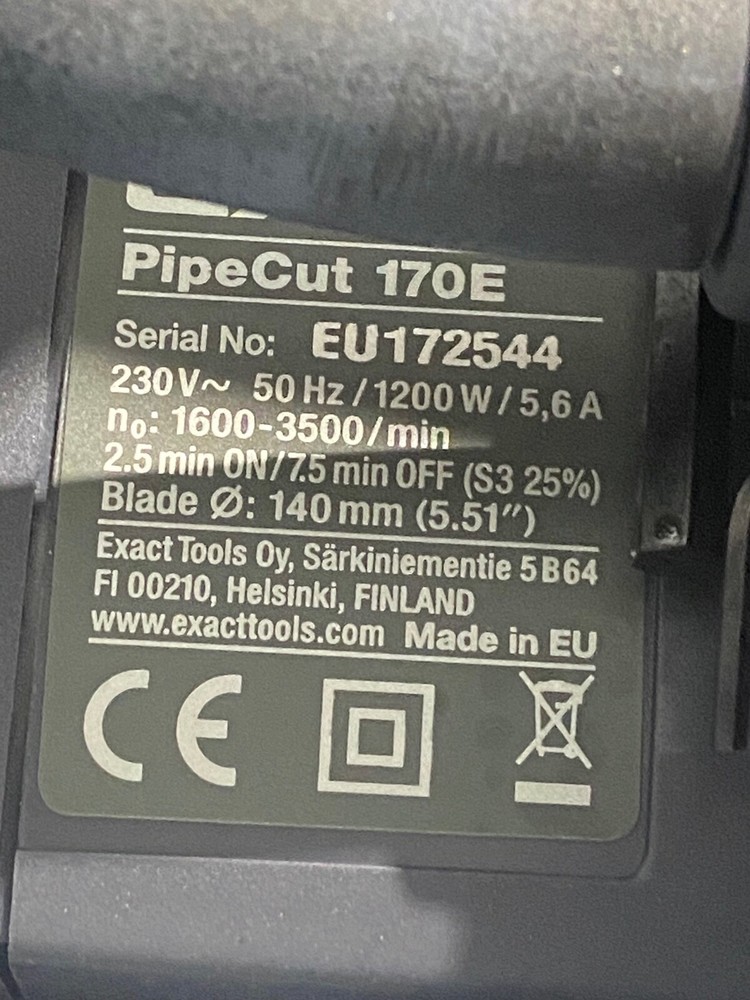 PipeCut 170E
Serial No: EU172544
230V~ 50 Hz / 1200 W / 5,6 A
n₀: 1600-3500/min
2.5 min ON/7.5 min OFF (S3 25%)
Blade Ø: 140 mm (5.51")
Exact Tools Oy, Särkiniementie 5 B 64
FI 00210, Helsinki, FINLAND
www.exacttools.com Made in EU
CE